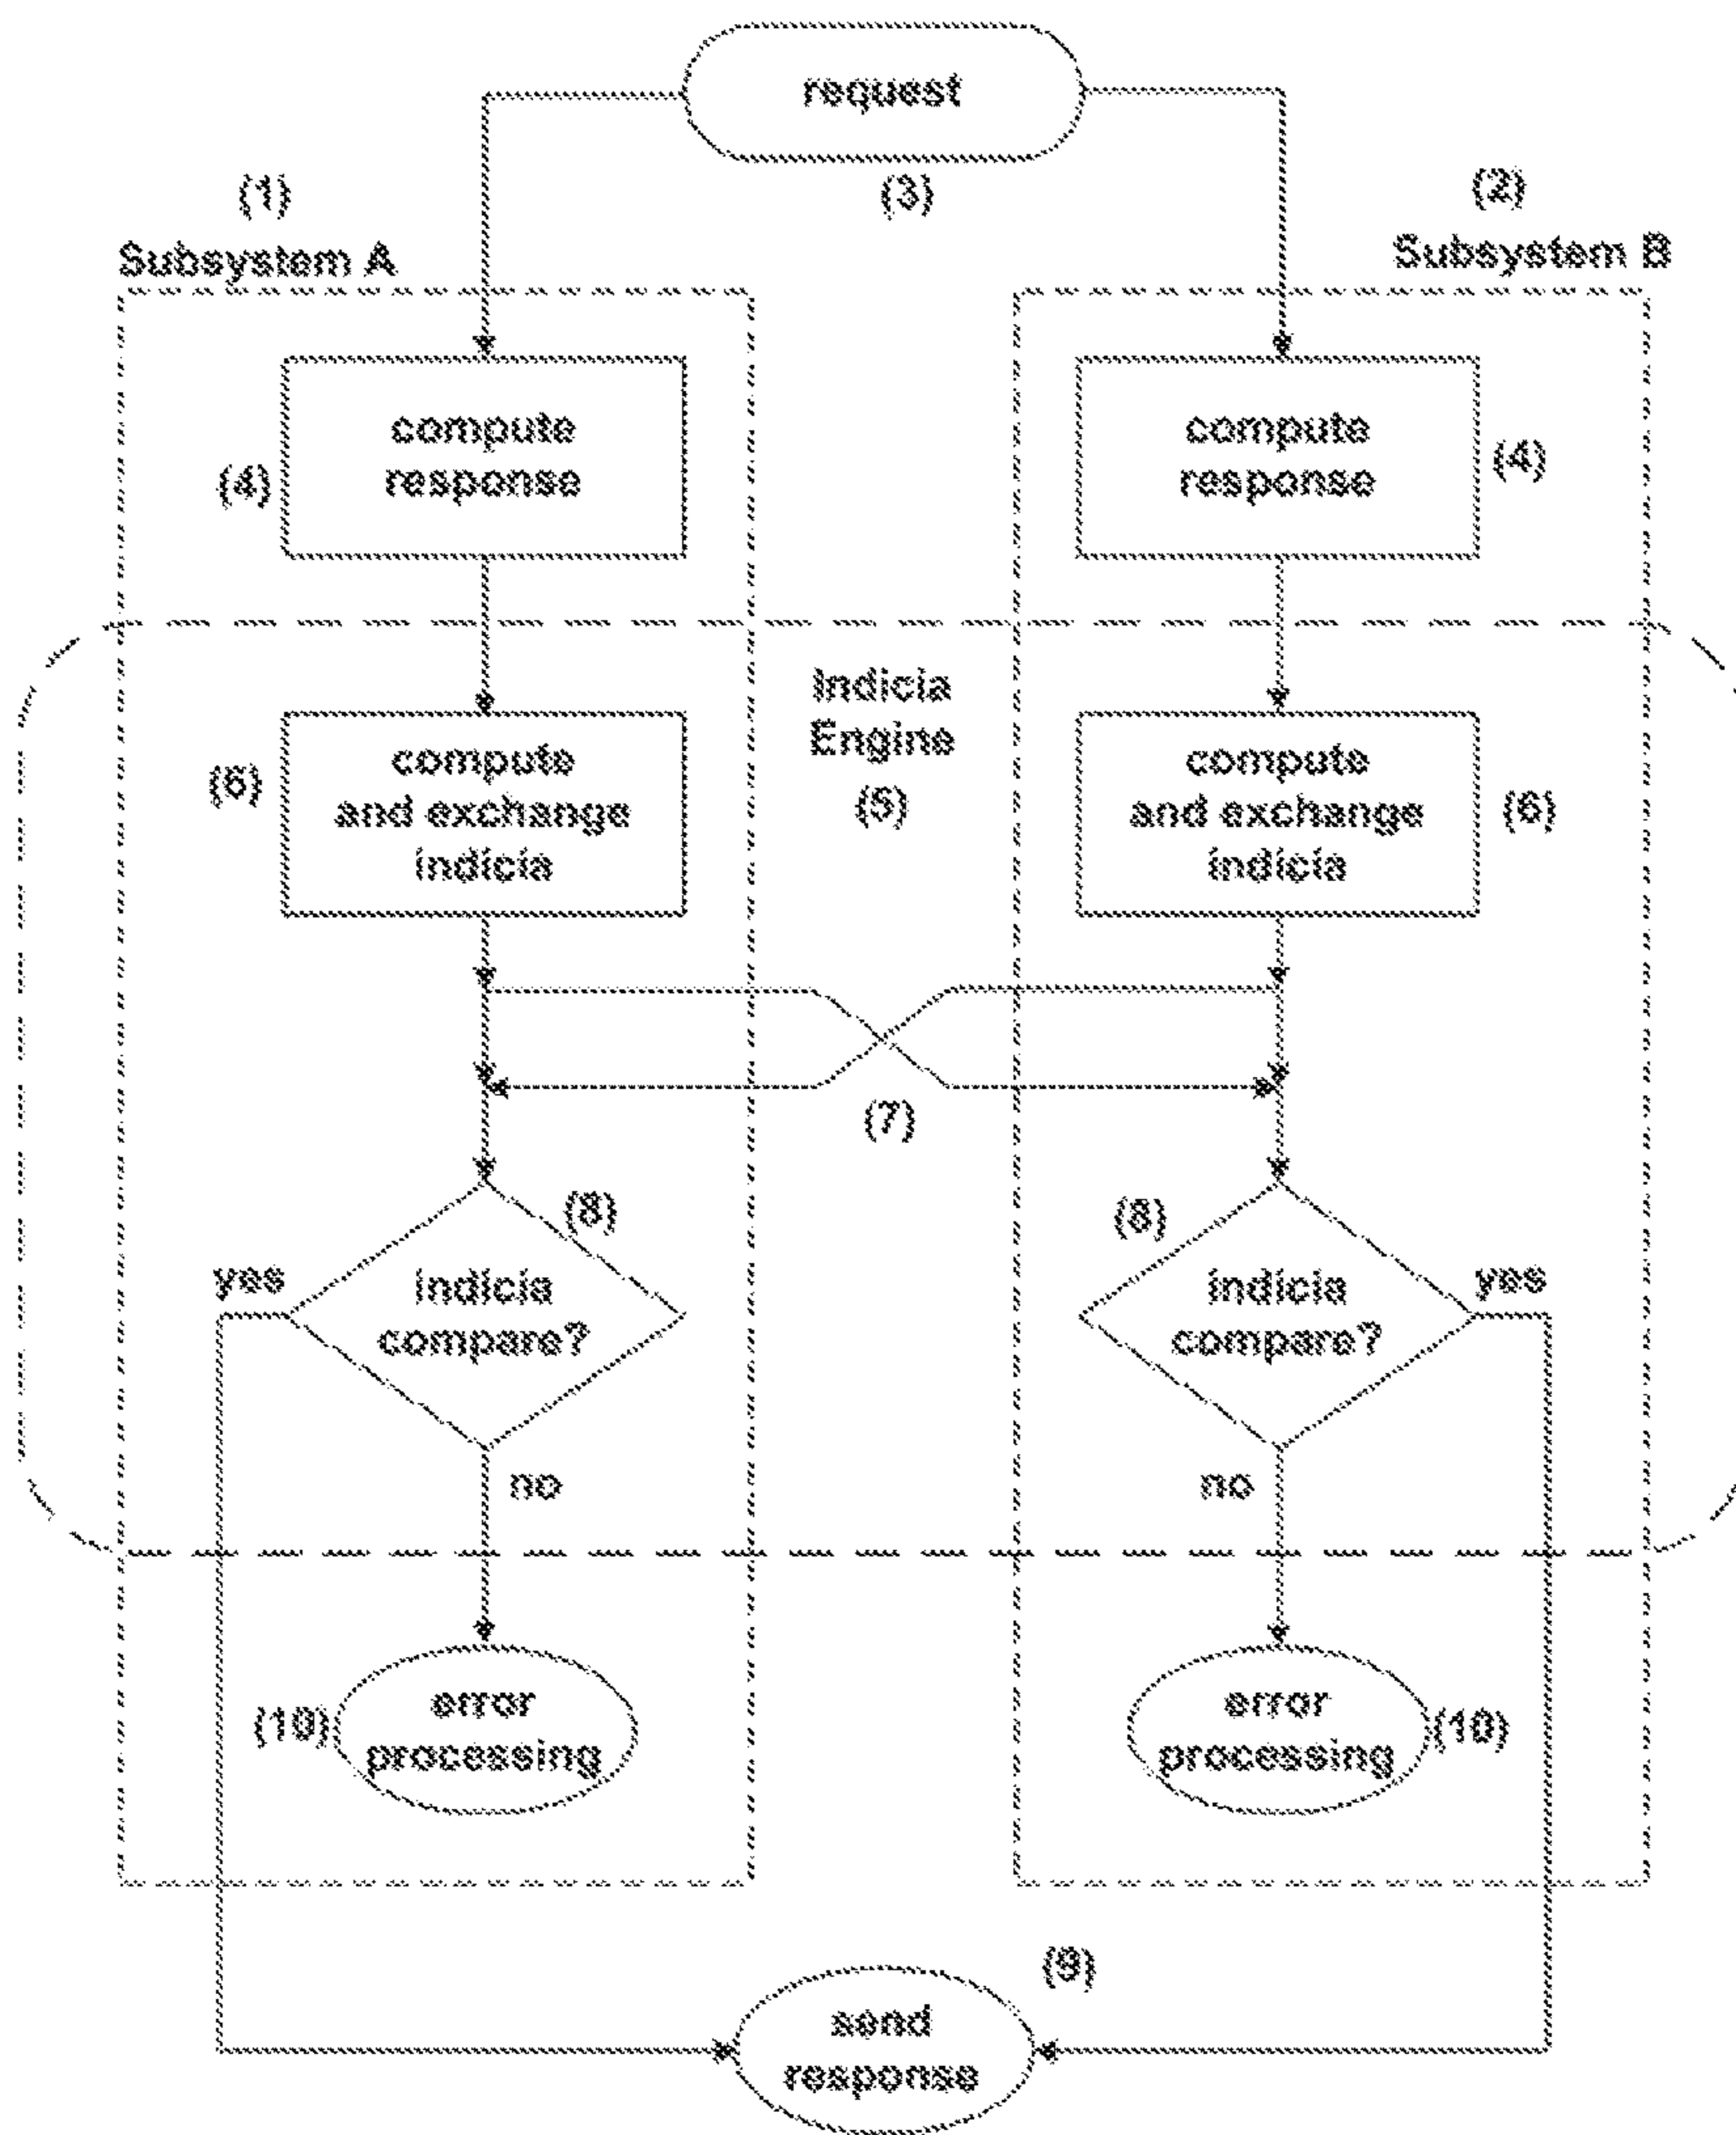 request
(3)
(1)
Subsystem A
(2)
Subsystem B
compute
response
(4)
compute
response
(4)
Indicia
Engine
(5)
compute
and exchange
indicia
(6)
compute
and exchange
indicia
(6)
(7)
(8)
indicia
compare?
yes
no
(8)
indicia
compare?
yes
no
error
processing
(10)
error
processing
(10)
(9)
send
response